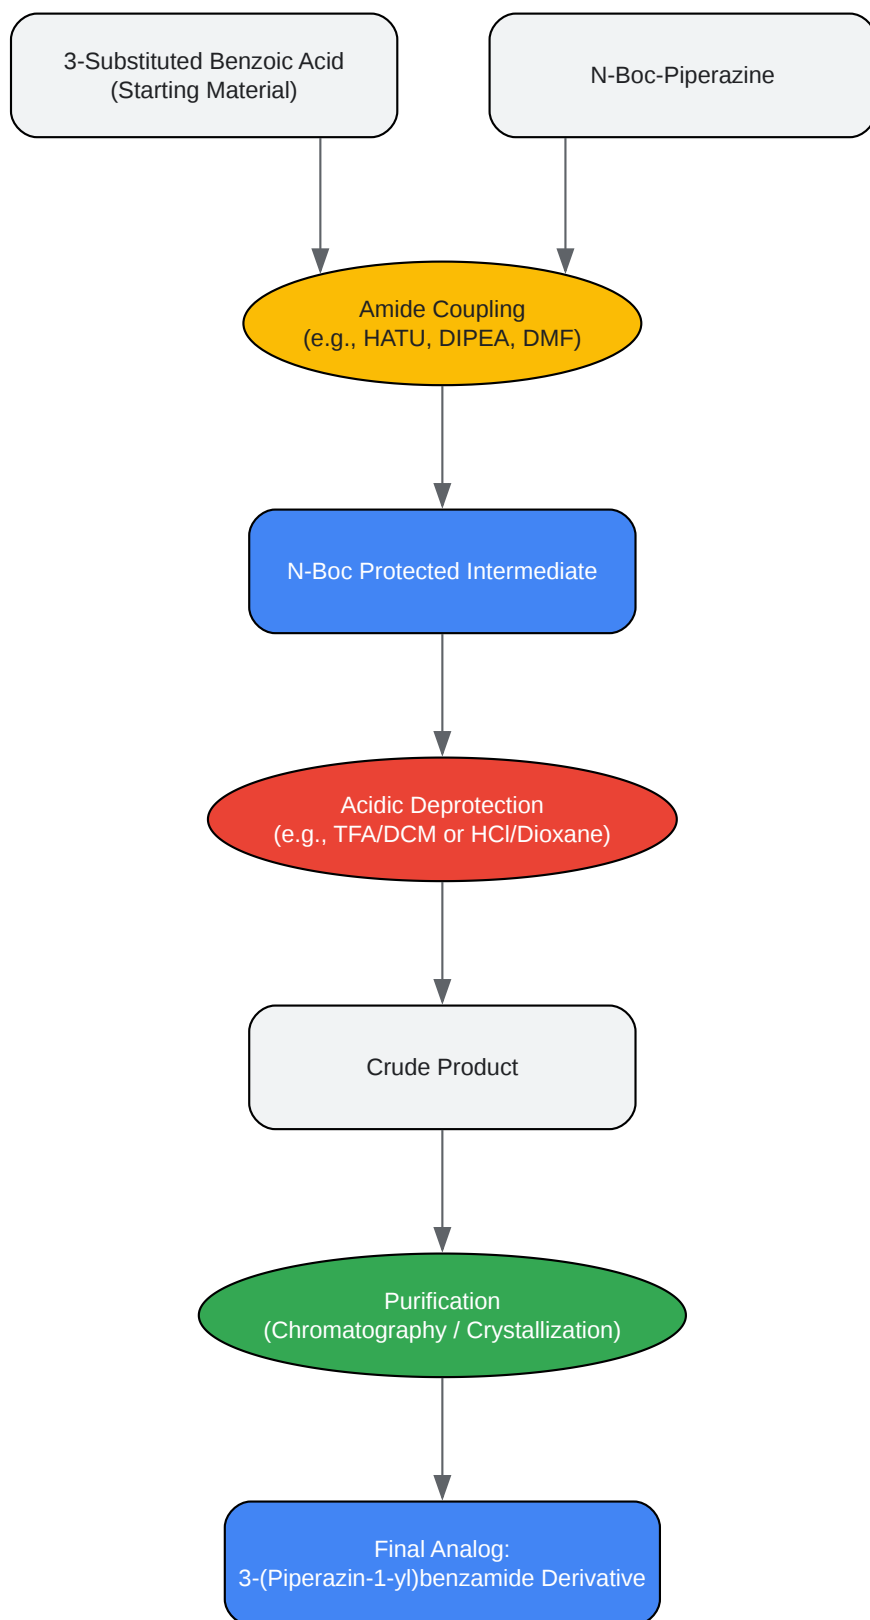 3-Substituted Benzoic Acid
(Starting Material)
N-Boc-Piperazine
Amide Coupling
(e.g., HATU, DIPEA, DMF)
N-Boc Protected Intermediate
Acidic Deprotection
(e.g., TFA/DCM or HCl/Dioxane)
Crude Product
Purification
(Chromatography / Crystallization)
Final Analog:
3-(Piperazin-1-yl)benzamide Derivative